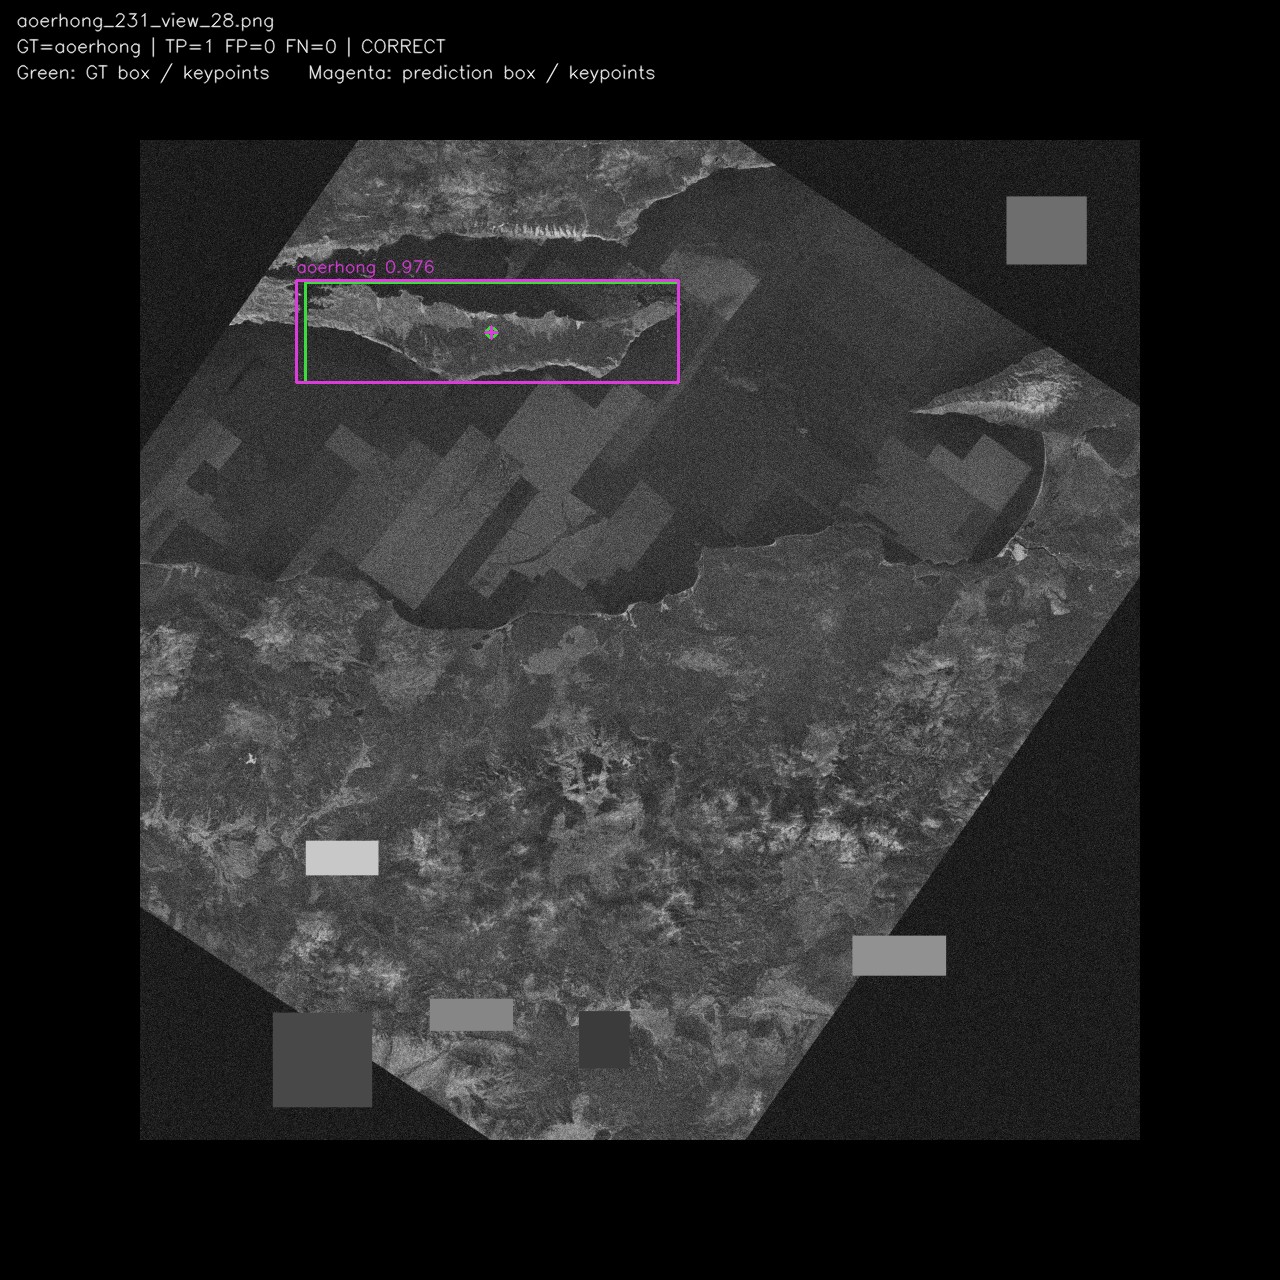 aoerhong_231_view_28.png
GT=aoerhong | TP=1 FP=0 FN=0 | CORRECT
Green: GT box / keypoints    Magenta: prediction box / keypoints
aoerhong 0.976